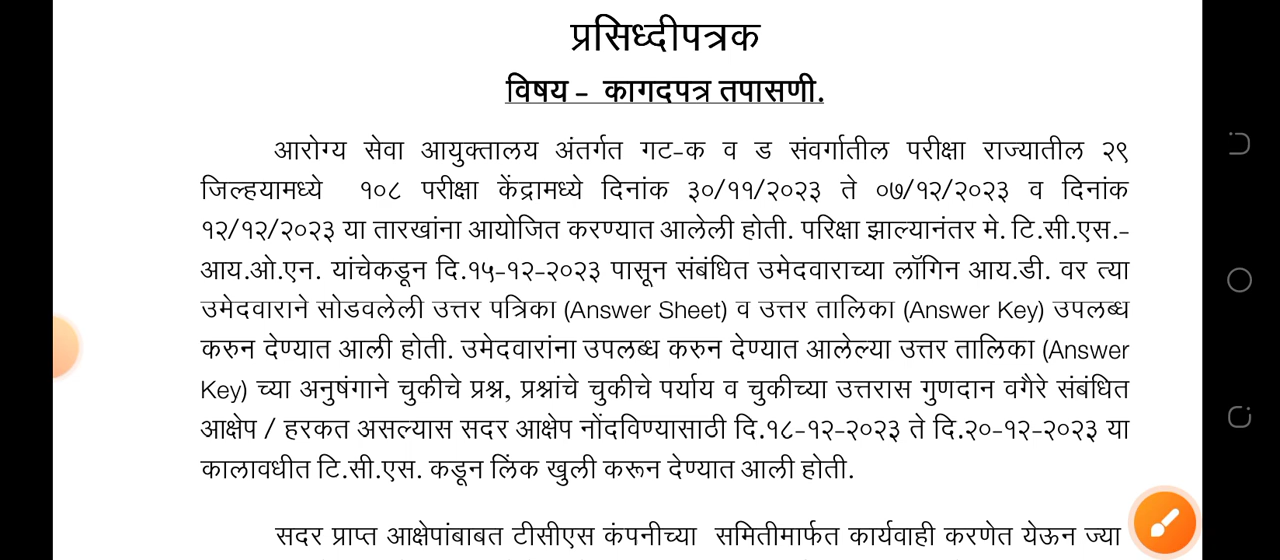 प्रसिध्दीपत्रक
विषय - कागदपत्र तपासणी.
आरोग्य सेवा आयुक्तालय अंतर्गत गट-क व ड संवर्गातील परीक्षा राज्यातील २९
जिल्हयामध्ये १०८ परीक्षा केंद्रामध्ये दिनांक ३०/११/२०२३ ते ०७/१२/२०२३ व दिनांक
१२/१२/२०२३ या तारखांना आयोजित करण्यात आलेली होती. परिक्षा झाल्यानंतर मे. टि.सी.एस.-
आय.ओ.एन. यांचेकडून दि.१५-१२-२०२३ पासून संबंधित उमेदवाराच्या लॉगिन आय.डी. वर त्या
उमेदवाराने सोडवलेली उत्तर पत्रिका (Answer Sheet) व उत्तर तालिका (Answer Key) उपलब्ध
करुन देण्यात आली होती. उमेदवारांना उपलब्ध करुन देण्यात आलेल्या उत्तर तालिका (Answer
Key) च्या अनुषंगाने चुकीचे प्रश्न, प्रश्नांचे चुकीचे पर्याय व चुकीच्या उत्तरास गुणदान वगैरे संबंधित
आक्षेप / हरकत असल्यास सदर आक्षेप नोंदविण्यासाठी दि.१८-१२-२०२३ ते दि.२०-१२-२०२३ या
कालावधीत टि.सी.एस. कडून लिंक खुली करून देण्यात आली होती.
सदर प्राप्त आक्षेपांबाबत टीसीएस कंपनीच्या समितीमार्फत कार्यवाही करणेत येऊन ज्या